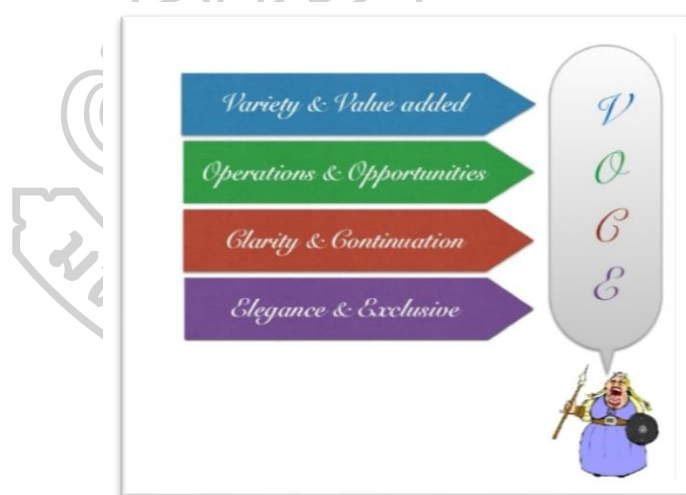 Variety & Value added
Operations & Opportunities
Clarity & Continuation
Elegance & Exclusive
V
O
C
E